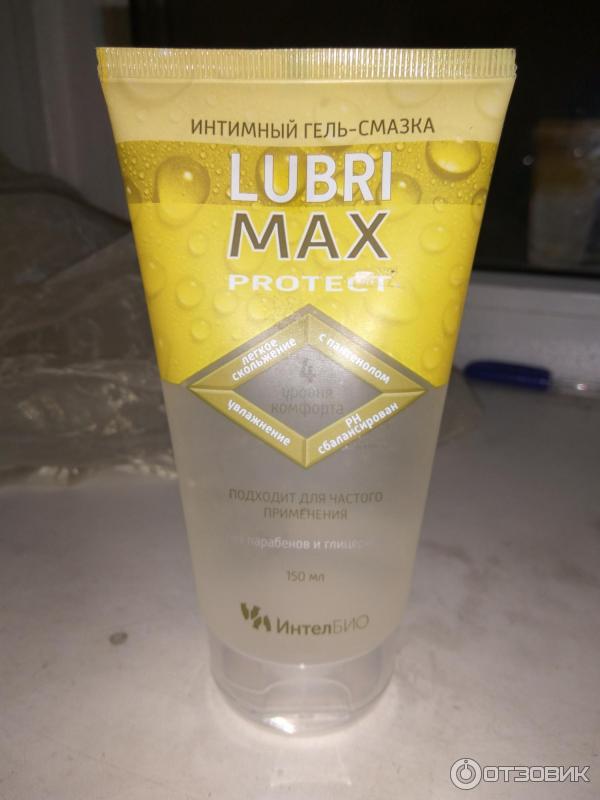 ИНТИМНЫЙ ГЕЛЬ-СМАЗКА
LUBRI
MAX
PROTECT
легкое
скольжение
с пантенолом
4
уровня
комфорта
увлажнение
PH
сбалансирован
ПОДХОДИТ ДЛЯ ЧАСТОГО
ПРИМЕНЕНИЯ
парабенов и
150 мл
ИнтелБИО
ОТЗОВИК